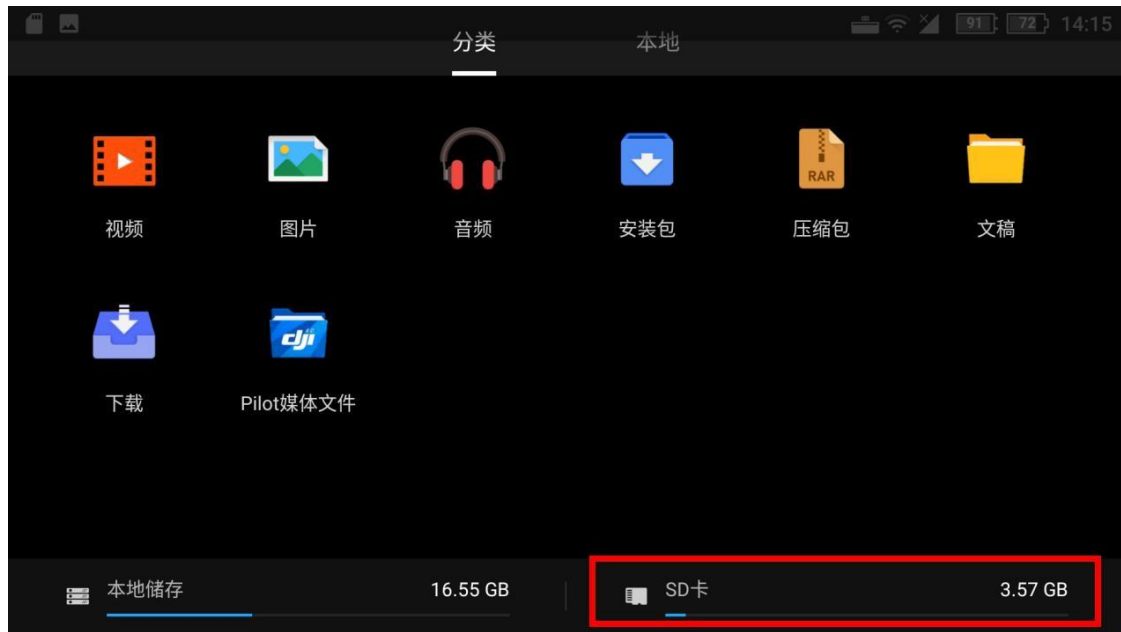 91 72 14:15
分类 本地
RAR
视频 图片 音频 安装包 压缩包 文稿
dji
下载 Pilot媒体文件
本地储存 16.55 GB SD卡 3.57 GB